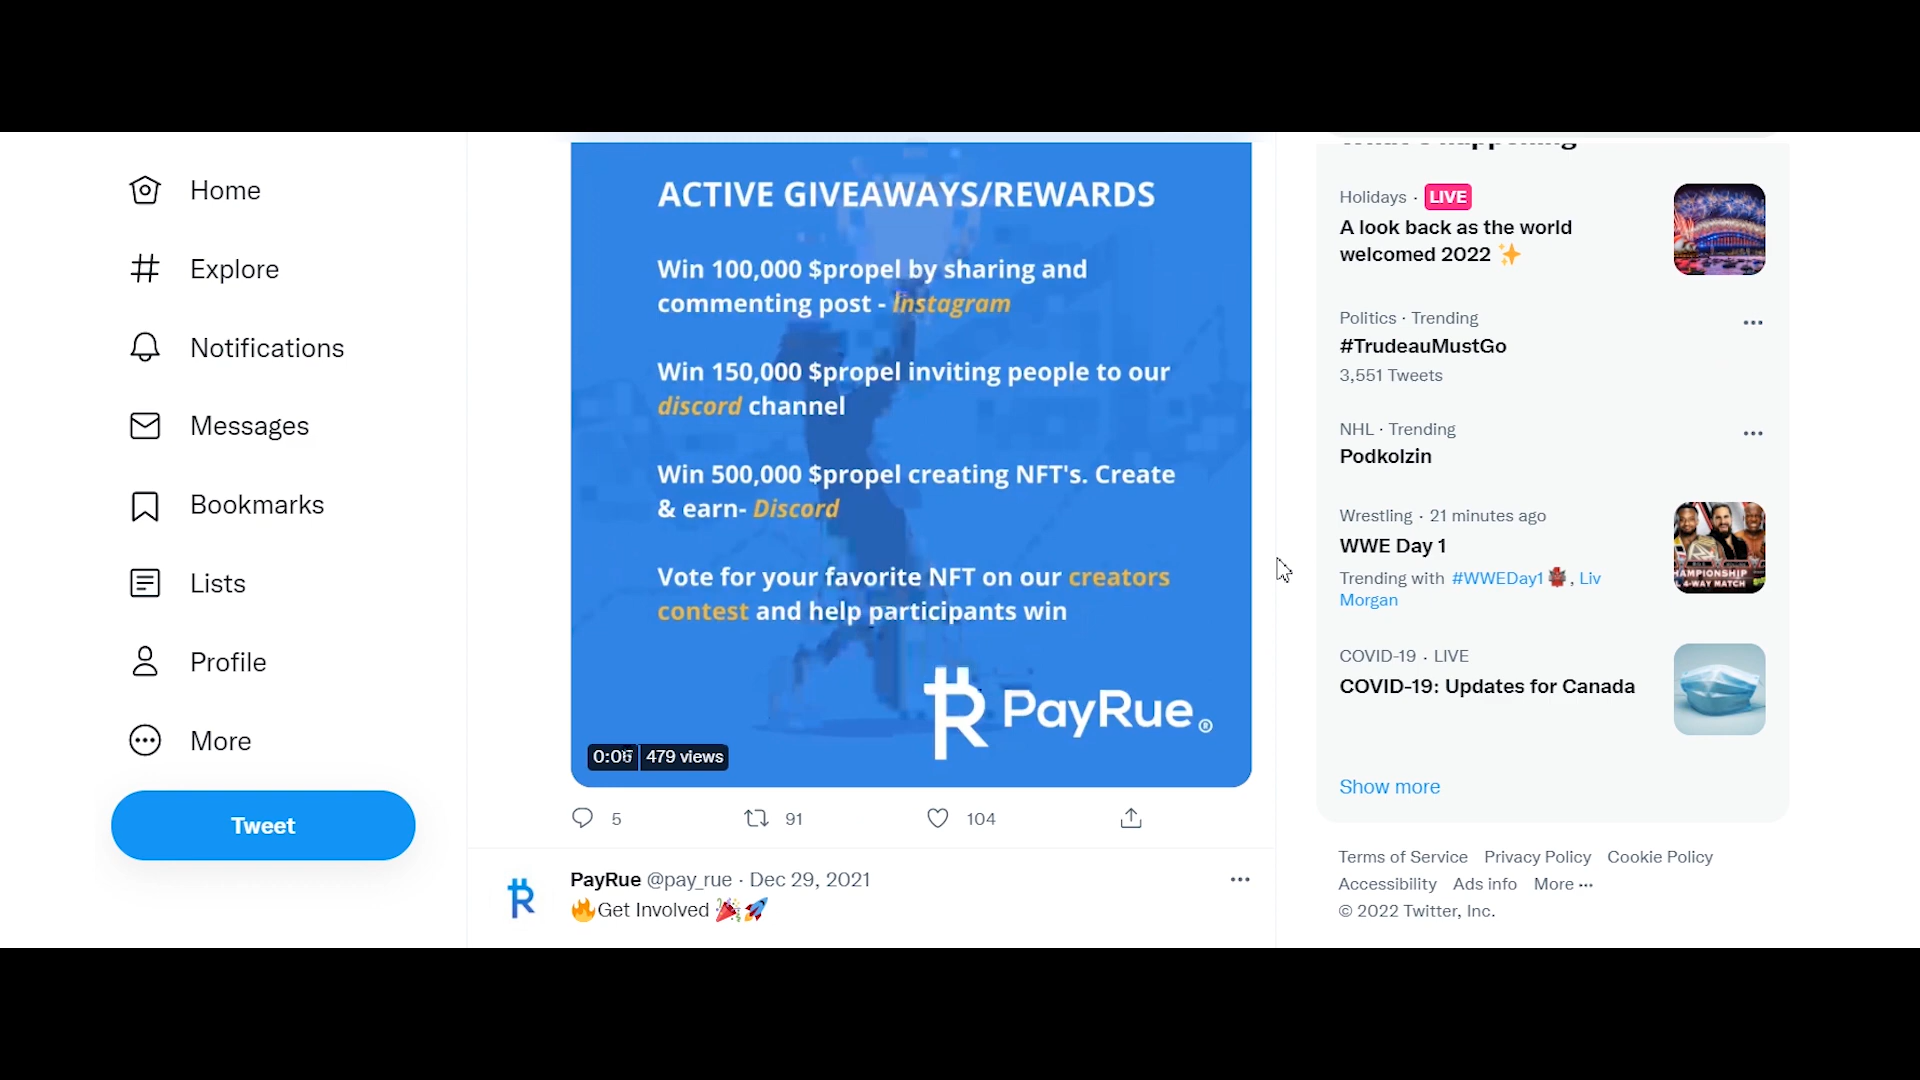 Home
Explore
Notifications
Messages
Bookmarks
Lists
Profile
More
Tweet
ACTIVE GIVEAWAYS/REWARDS
Win 100,000 $propel by sharing and
commenting post - Instagram
Win 150,000 $propel inviting people to our
discord channel
Win 500,000 $propel creating NFT's. Create
& earn- Discord
Vote for your favorite NFT on our creators
contest and help participants win
PayRue®
479 views
5 91 104
PayRue @pay_rue · Dec 29, 2021
🔥Get Involved 🎉🚀
Holidays · LIVE
A look back as the world
welcomed 2022 ✨
Politics · Trending
#TrudeauMustGo
3,551 Tweets
NHL · Trending
Podkolzin
Wrestling · 21 minutes ago
WWE Day 1
Trending with #WWEDay1 , Liv
Morgan
COVID-19 · LIVE
COVID-19: Updates for Canada
Show more
Terms of Service Privacy Policy Cookie Policy
Accessibility Ads info More ···
© 2022 Twitter, Inc.